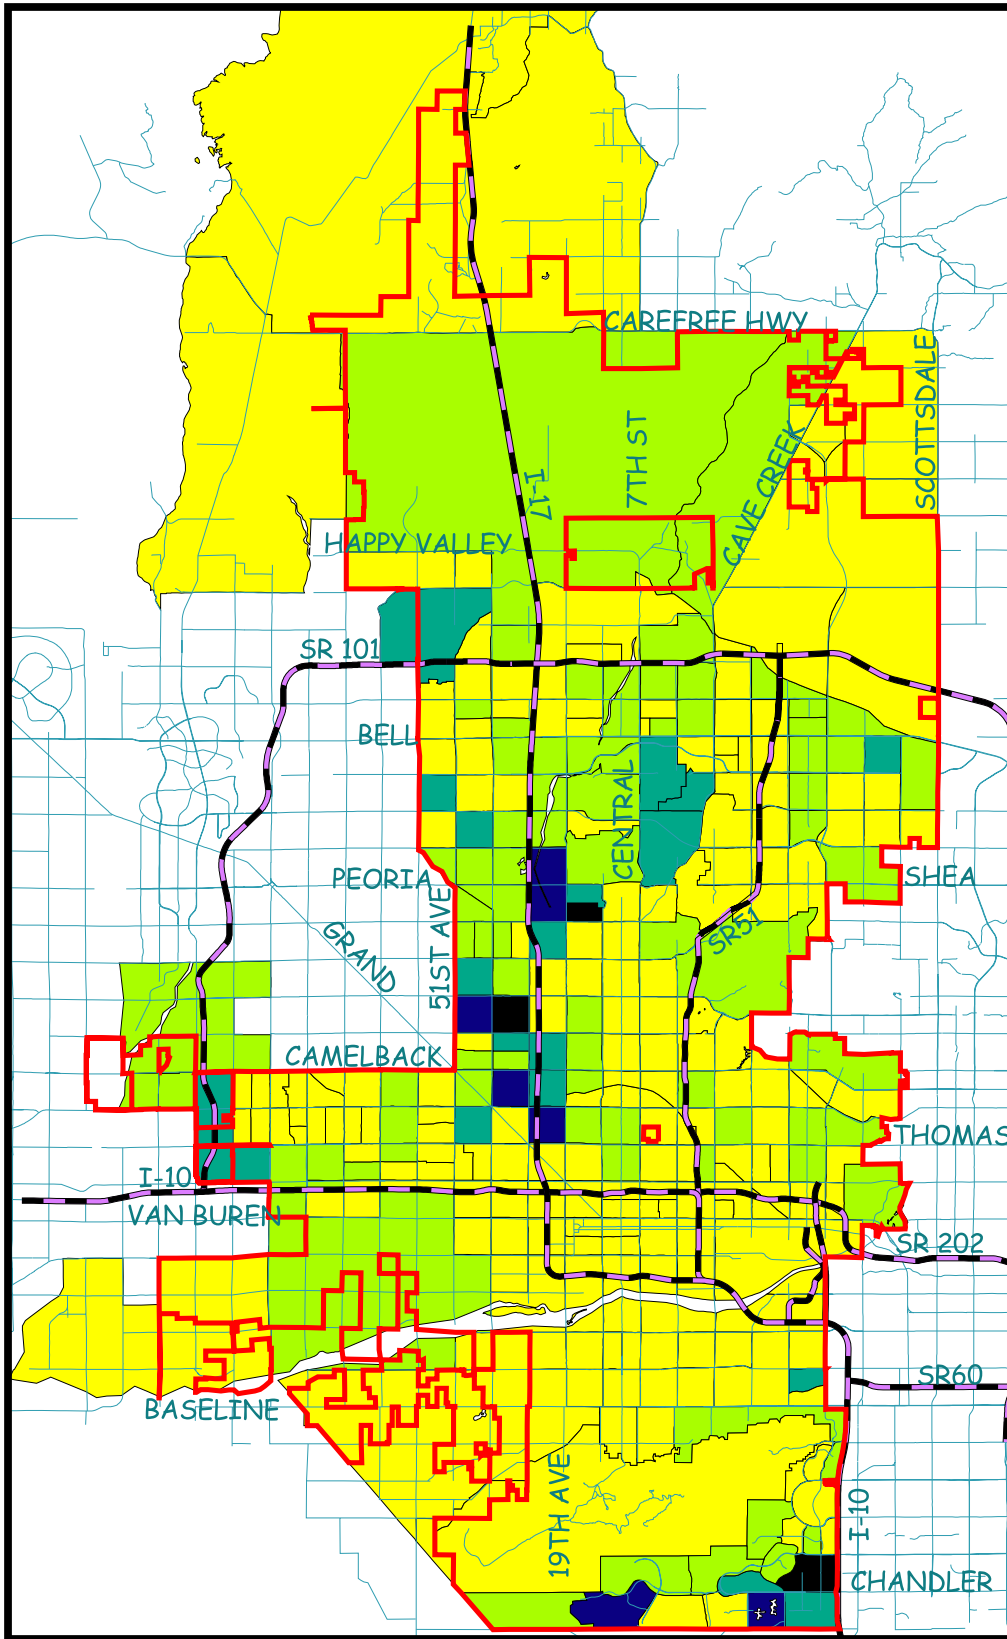 CAREFREE HWY
SCOTTSDALE
7TH ST
I-17
CAVE CREEK
HAPPY VALLEY
SR 101
BELL
CENTRAL
PEORIA
SHEA
51ST AVE
GRAND
SR51
CAMELBACK
THOMAS
I-10
VAN BUREN
SR 202
SR60
BASELINE
19TH AVE
I-10
CHANDLER